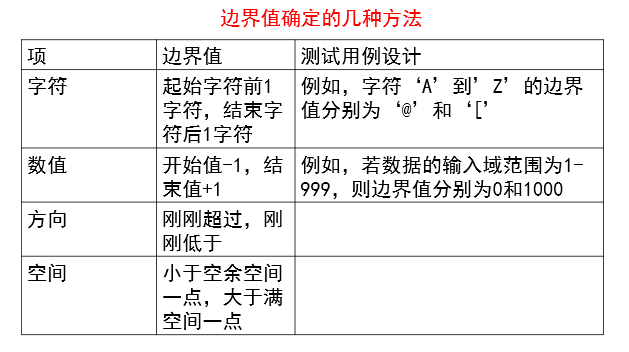 边界值确定的几种方法
项 边界值 测试用例设计
字符 起始字符前1 例如，字符‘A’到’Z’的边界
字符，结束字 值分别为‘@’和‘[’
符后1字符
数值 开始值-1，结 例如，若数据的输入域范围为1-
束值+1 999，则边界值分别为0和1000
方向 刚刚超过，刚
刚低于
空间 小于空余空间
一点，大于满
空间一点